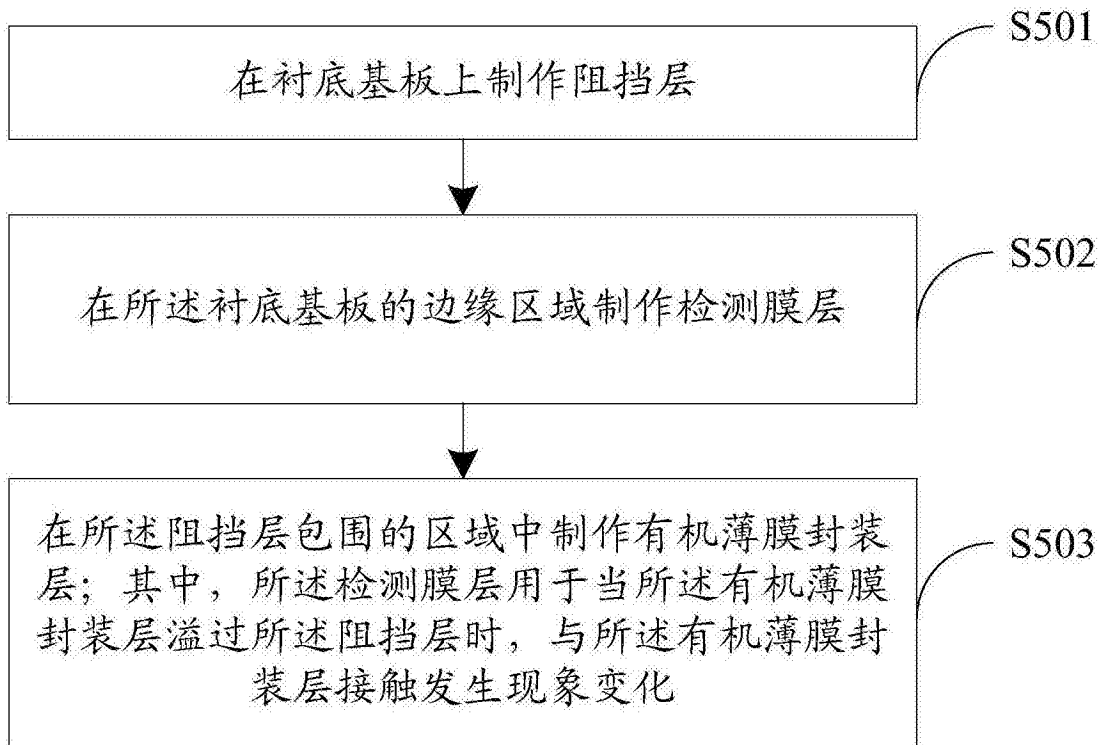 S501
在衬底基板上制作阻挡层
S502
在所述衬底基板的边缘区域制作检测膜层
S503
在所述阻挡层包围的区域中制作有机薄膜封装
层；其中，所述检测膜层用于当所述有机薄膜
封装层溢过所述阻挡层时，与所述有机薄膜封
装层接触发生现象变化